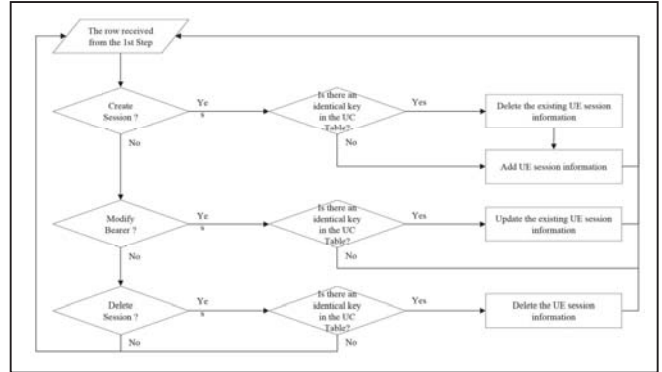 The row received
from the 1st Step
Create
Session ?
Ye
s
Is there an
identical key
in the UC
Table?
Yes
Delete the existing UE session
information
No
No
Add UE session information
Modify
Bearer ?
Ye
s
Is there an
identical key
in the UC
Table?
Yes
Update the existing UE session
information
No
No
Delete
Session ?
Ye
s
Is there an
identical key
in the UC
Table?
Yes
Delete the UE session
information
No
No